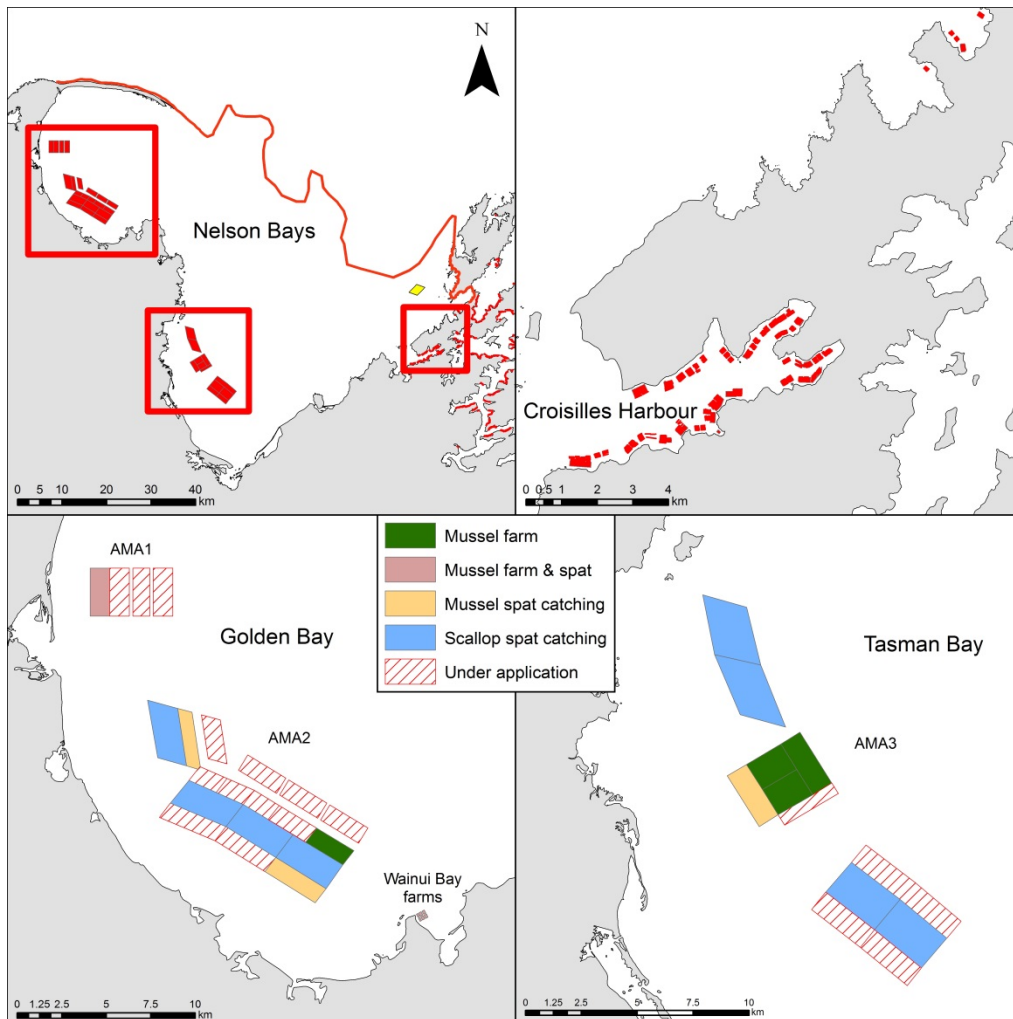 N
Nelson Bays
0 5 10 20 30 40
km
Croisilles Harbour
0 0.5 1 2 3 4
km
Mussel farm
Mussel farm & spat
Mussel spat catching
Scallop spat catching
Under application
AMA1
Golden Bay
AMA2
Wainui Bay
farms
0 1.25 2.5 5 7.5 10
km
Tasman Bay
AMA3
0 1.25 2.5 5 7.5 10
km